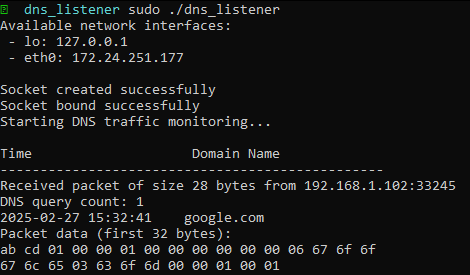 dns_listener sudo ./dns_listener
Available network interfaces:
 - lo: 127.0.0.1
 - eth0: 172.24.251.177

Socket created successfully
Socket bound successfully
Starting DNS traffic monitoring...

Time                    Domain Name
------------------------------------------------
Received packet of size 28 bytes from 192.168.1.102:33245
DNS query count: 1
2025-02-27 15:32:41    google.com
Packet data (first 32 bytes):
ab cd 01 00 00 01 00 00 00 00 00 00 06 67 6f 6f
67 6c 65 03 63 6f 6d 00 00 01 00 01